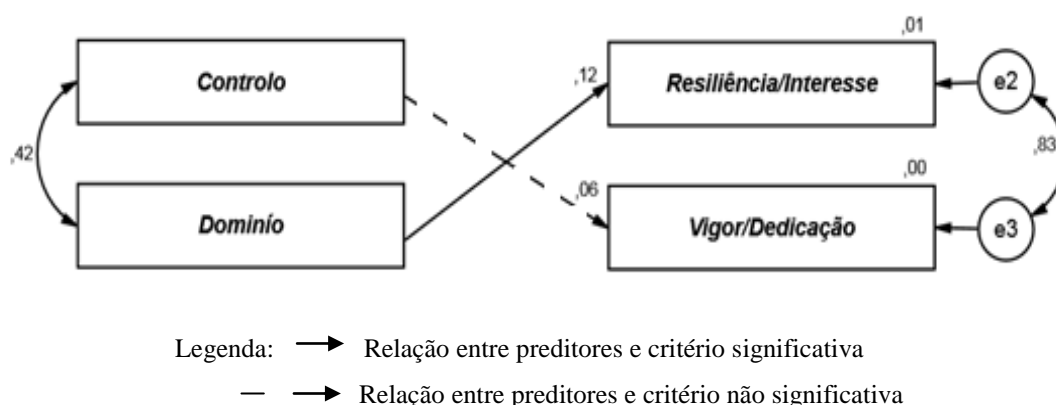 ,01
Controlo
,12
Resiliência/Interesse
e2
,42
,83
,00
Dominío
,06
Vigor/Dedicação
e3
Legenda: Relação entre preditores e critério significativa
Relação entre preditores e critério não significativa